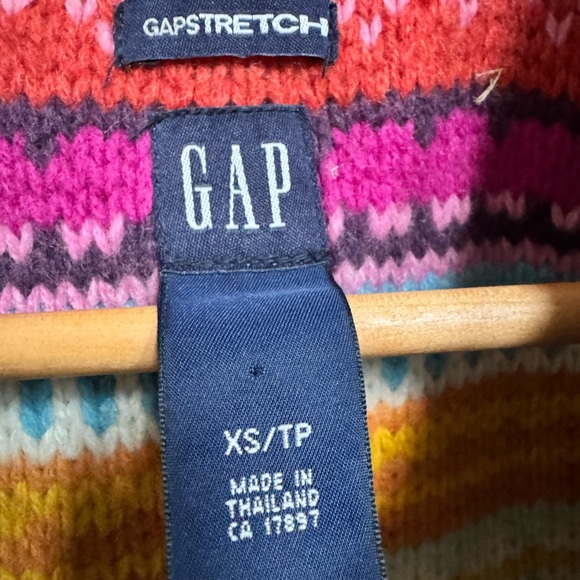 GAPSTRETCH
GAP
XS/TP
MADE IN
THAILAND
CA 17897